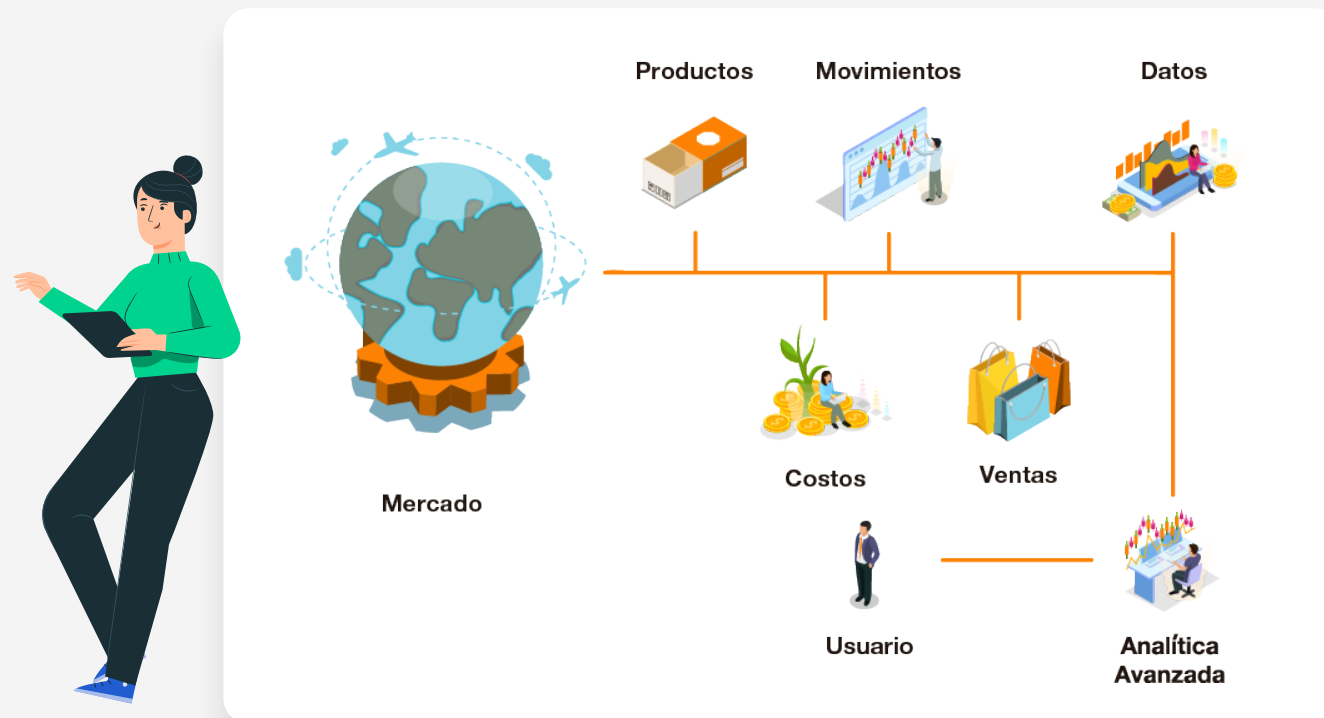 Productos
Movimientos
Datos
Costos
Ventas
Mercado
Usuario
Analítica
Avanzada